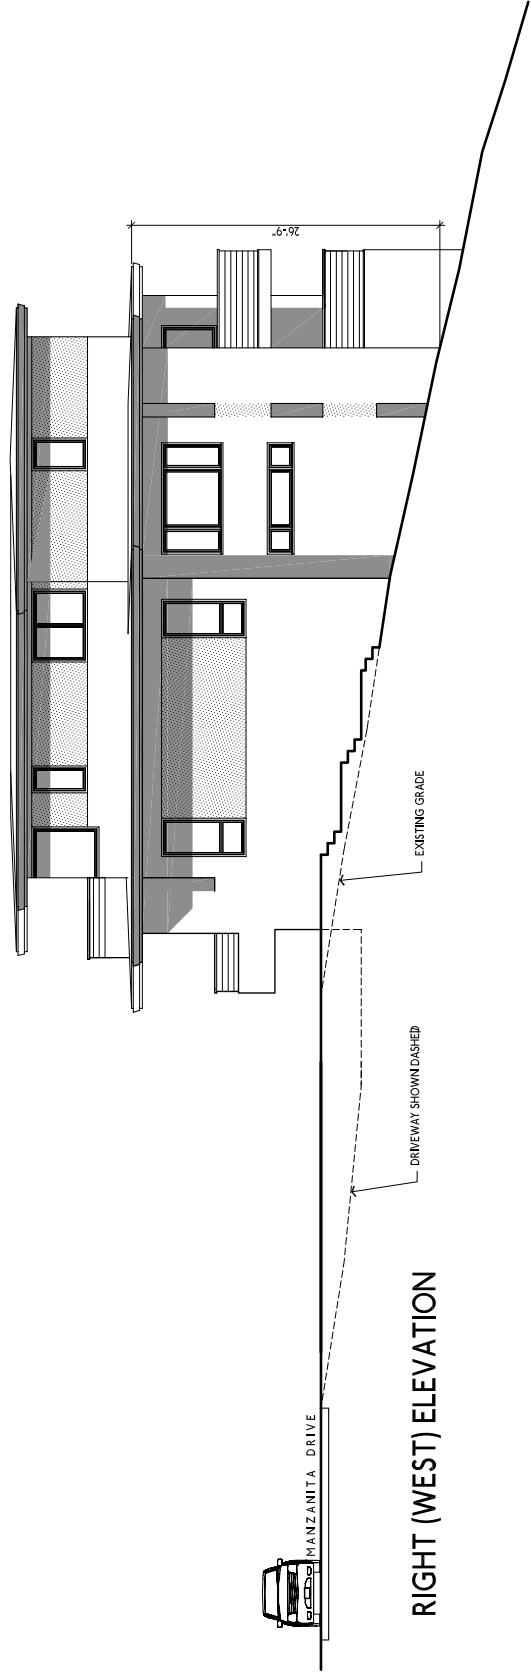 26'-9"
EXISTING GRADE
DRIVEWAY SHOWN DASHED
MANZANITA DRIVE
RIGHT (WEST) ELEVATION